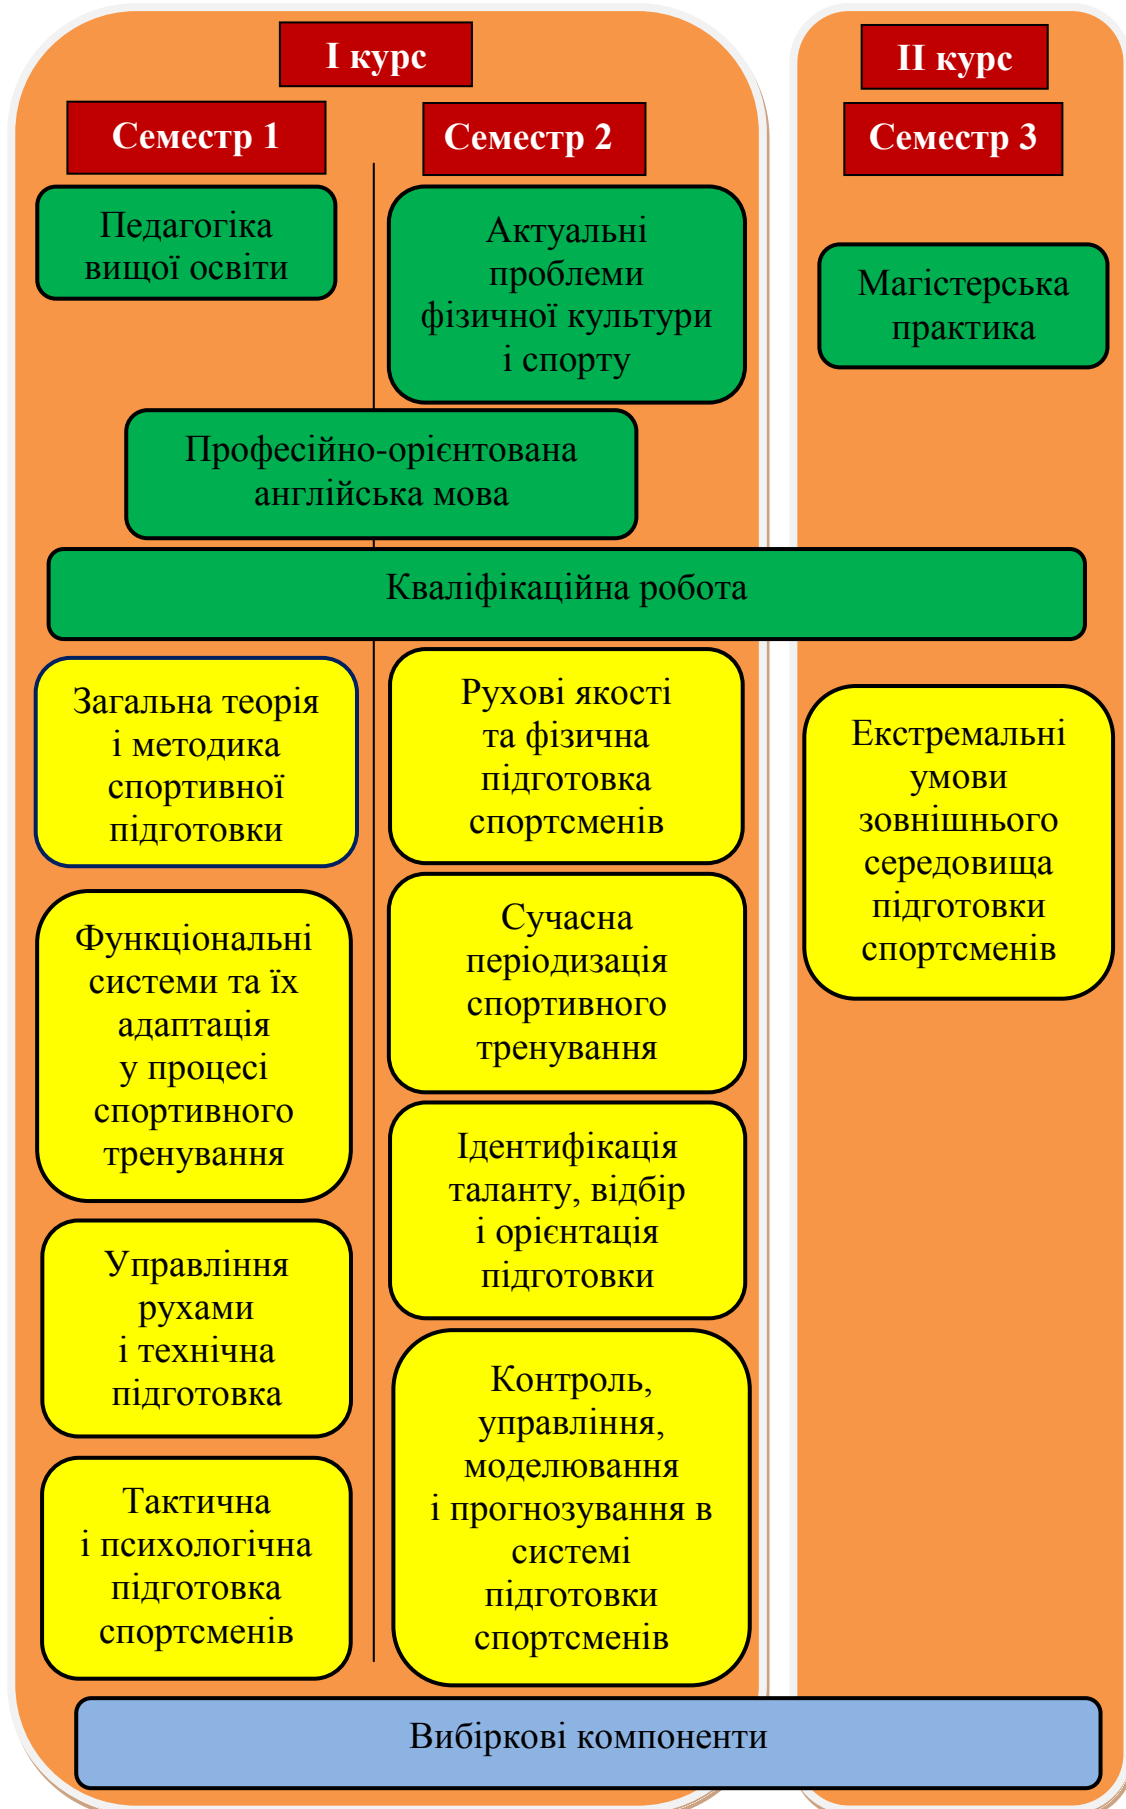 І курс
Семестр 1
Семестр 2
Педагогіка
вищої освіти
Актуальні
проблеми
фізичної культури
і спорту
Професійно-орієнтована
англійська мова
Кваліфікаційна робота
Загальна теорія
і методика
спортивної
підготовки
Рухові якості
та фізична
підготовка
спортсменів
Функціональні
системи та їх
адаптація
у процесі
спортивного
тренування
Сучасна
періодизація
спортивного
тренування
Ідентифікація
таланту, відбір
і орієнтація
підготовки
Управління
рухами
і технічна
підготовка
Контроль,
управління,
моделювання
і прогнозування в
системі
підготовки
спортсменів
Тактична
і психологічна
підготовка
спортсменів
Вибіркові компоненти
ІІ курс
Семестр 3
Магістерська
практика
Екстремальні
умови
зовнішнього
середовища
підготовки
спортсменів